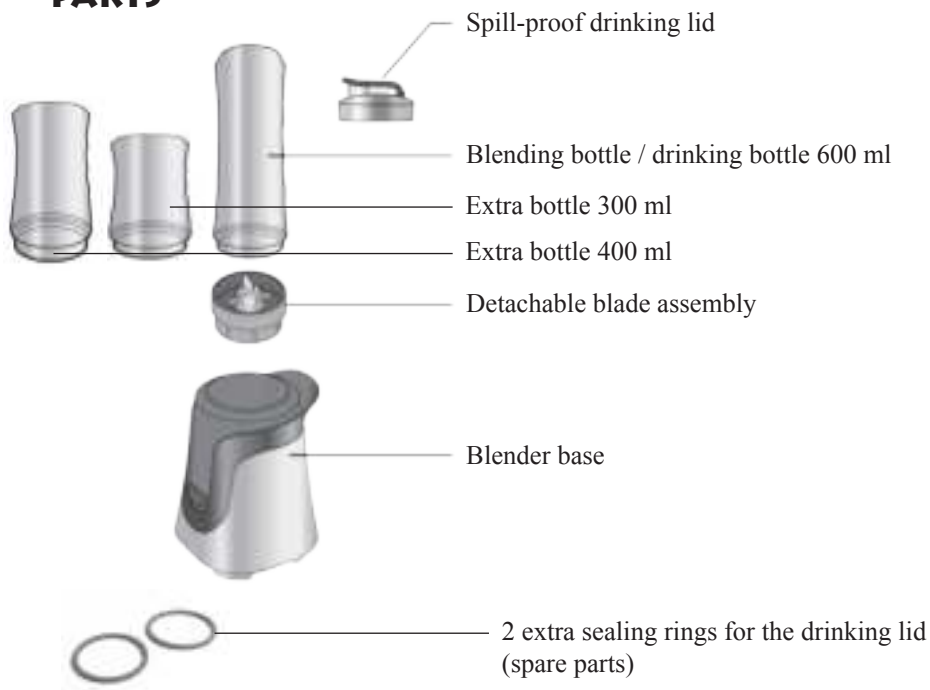 PARTS
Spill-proof drinking lid
Blending bottle / drinking bottle 600 ml
Extra bottle 300 ml
Extra bottle 400 ml
Detachable blade assembly
Blender base
2 extra sealing rings for the drinking lid
(spare parts)